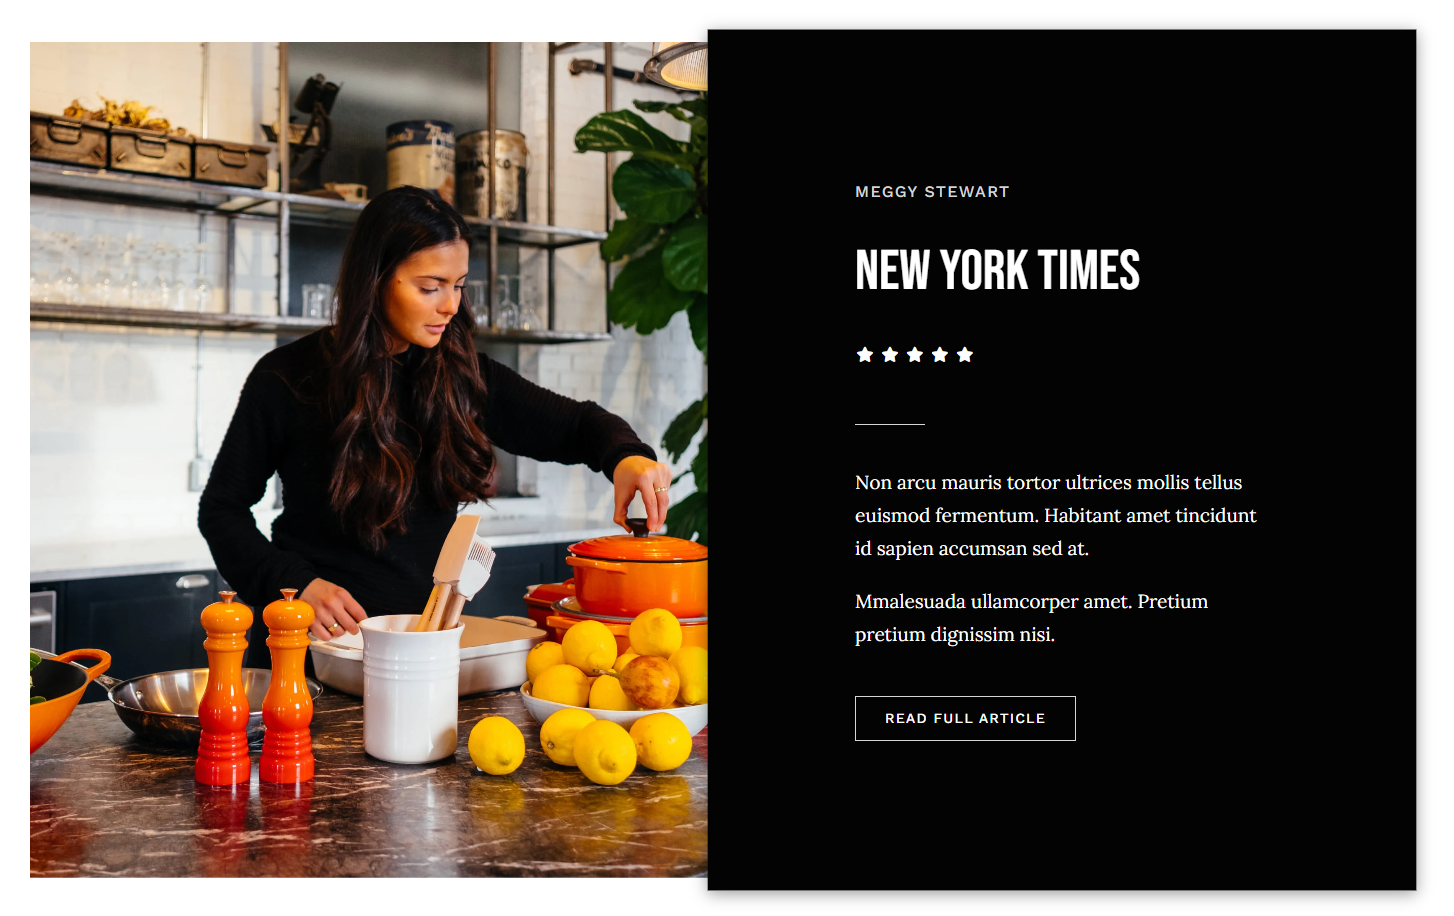 MEGGY STEWART
NEW YORK TIMES
Non arcu mauris tortor ultrices mollis tellus
euismod fermentum. Habitant amet tincidunt
id sapien accumsan sed at.
Mmalesuada ullamcorper amet. Pretium
pretium dignissim nisi.
READ FULL ARTICLE